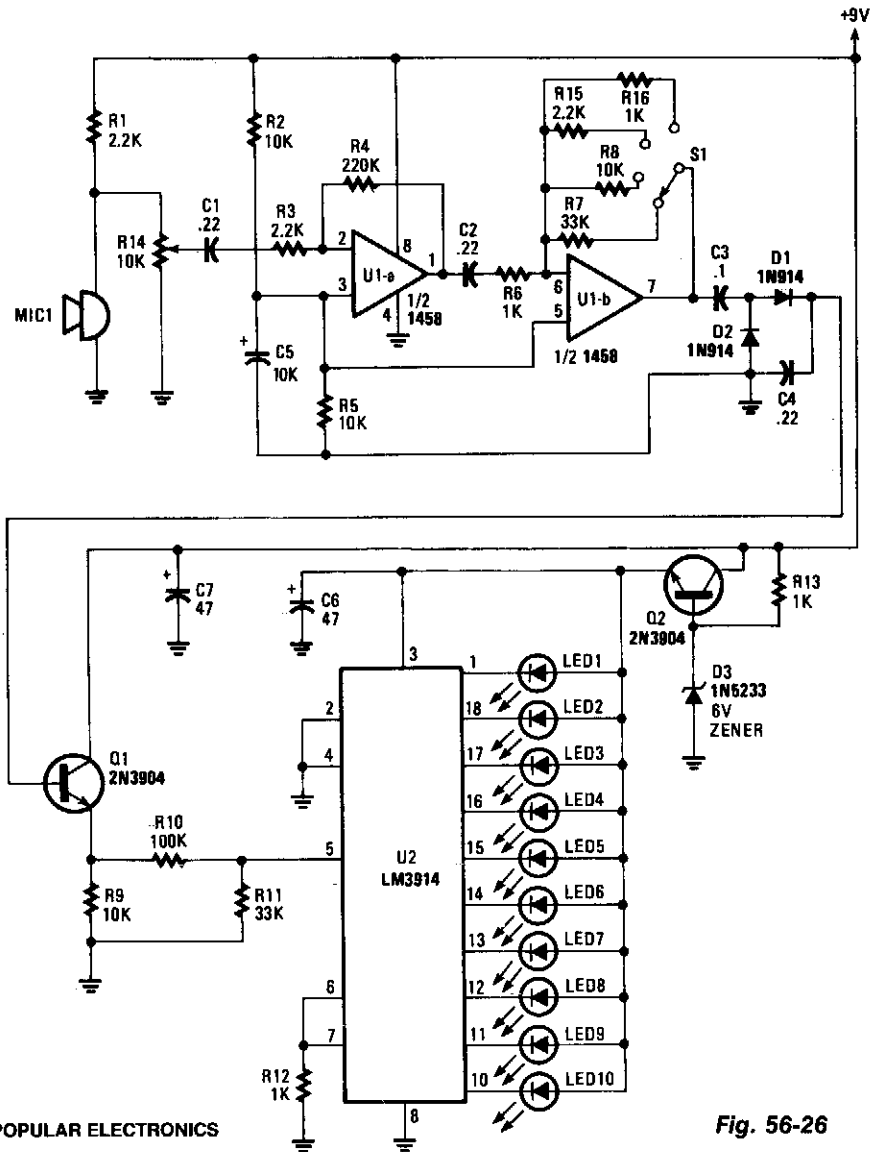 +9V
R1
2.2K
R2
10K
R4
220K
R15
2.2K
R16
1K
R8
10K
S1
R7
33K
R14
10K
C1
.22
R3
2.2K
2
3
8
1
4
U1-a
1/2
1458
C2
.22
R6
1K
6
5
7
U1-b
1/2 1458
C3
.1
D1
1N914
D2
1N914
C4
.22
MIC1
+
C5
10K
R5
10K
+
C7
47
+
C6
47
Q2
2N3904
R13
1K
D3
1N5233
6V
ZENER
Q1
2N3904
R10
100K
R9
10K
R11
33K
R12
1K
3
2
4
5
6
7
8
U2
LM3914
1
LED1
18
LED2
17
LED3
16
LED4
15
LED5
14
LED6
13
LED7
12
LED8
11
LED9
10
LED10
POPULAR ELECTRONICS
Fig. 56-26